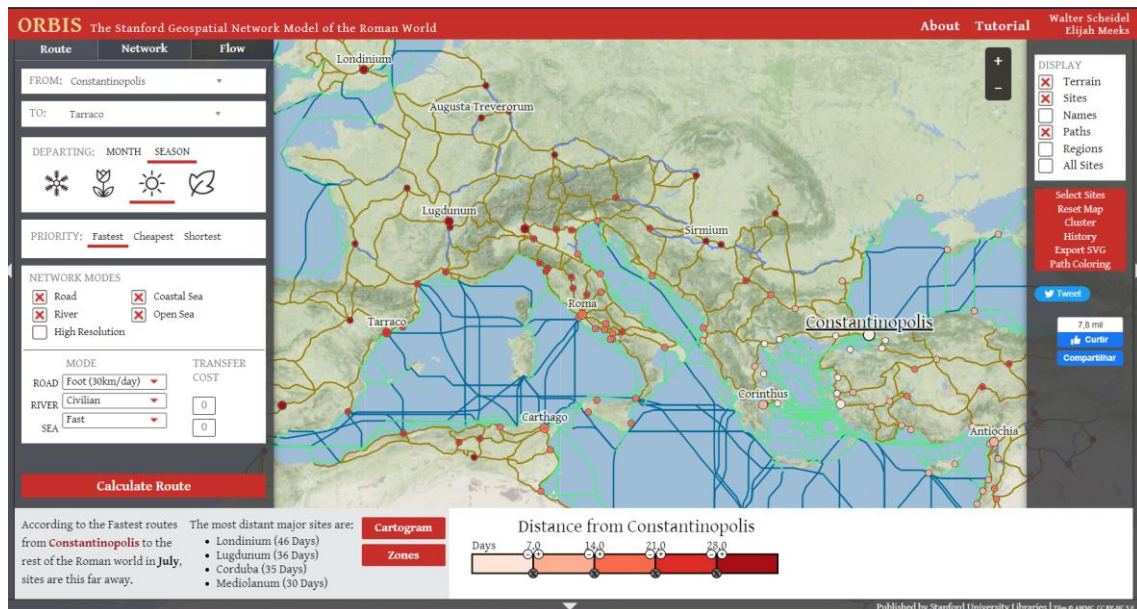 ORBIS The Stanford Geospatial Network Model of the Roman World
About Tutorial
Walter Scheidel
Elijah Meeks
Route Network Flow
FROM: Constantinopolis
TO: Tarraco
DEPARTING: MONTH SEASON
PRIORITY: Fastest Cheapest Shortest
NETWORK MODES
Road Coastal Sea
River Open Sea
High Resolution
MODE TRANSFER COST
ROAD Foot (30km/day)
RIVER Civilian 0
SEA Fast 0
Calculate Route
Londinium
Augusta Treverorum
Lugdunum
Sirmium
Roma
Tarraco
Constantinopolis
Corinthus
Carthago
Antiochia
+
−
DISPLAY
Terrain
Sites
Names
Paths
Regions
All Sites
Select Sites
Reset Map
Cluster
History
Export SVG
Path Coloring
Tweet
7,8 mil
Curtir
Compartilhar
According to the Fastest routes
from Constantinopolis to the
rest of the Roman world in July,
sites are this far away.
The most distant major sites are:
• Londinium (46 Days)
• Lugdunum (36 Days)
• Corduba (35 Days)
• Mediolanum (30 Days)
Cartogram
Zones
Distance from Constantinopolis
Days 7.0 14.0 21.0 28.0
Published by Stanford University Libraries